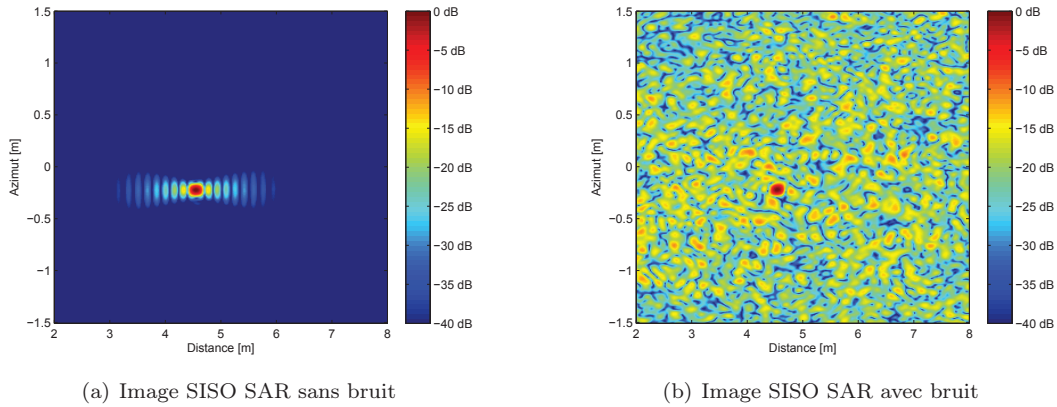 1.5
1
0.5
0
−0.5
−1
−1.5
Azimut [m]
2 3 4 5 6 7 8
Distance [m]
0 dB
−5 dB
−10 dB
−15 dB
−20 dB
−25 dB
−30 dB
−35 dB
−40 dB
(a) Image SISO SAR sans bruit
1.5
1
0.5
0
−0.5
−1
−1.5
Azimut [m]
2 3 4 5 6 7 8
Distance [m]
0 dB
−5 dB
−10 dB
−15 dB
−20 dB
−25 dB
−30 dB
−35 dB
−40 dB
(b) Image SISO SAR avec bruit